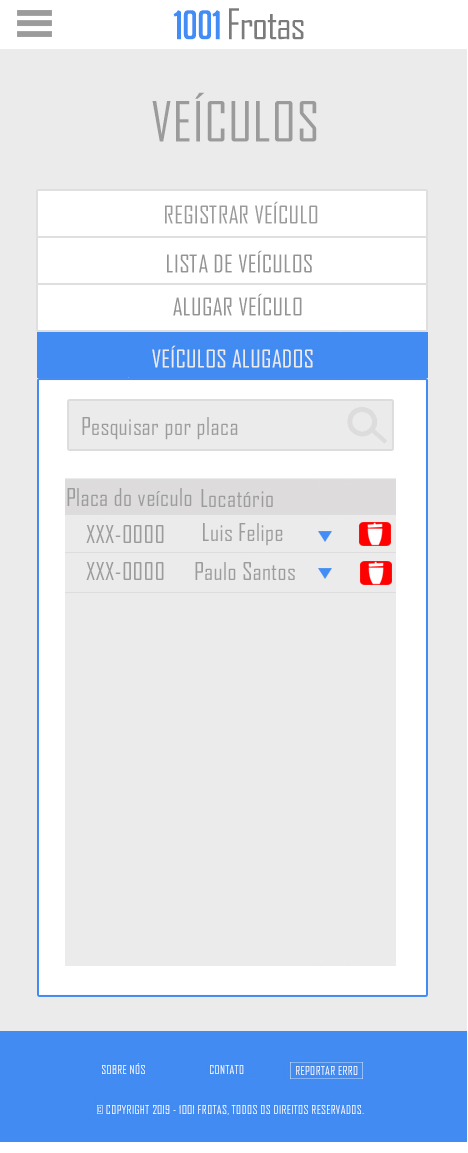 1001 Frotas
VEÍCULOS
REGISTRAR VEÍCULO
LISTA DE VEÍCULOS
ALUGAR VEÍCULO
VEÍCULOS ALUGADOS
Pesquisar por placa
Placa do veículo Locatório
XXX-0000 Luis Felipe
XXX-0000 Paulo Santos
SOBRE NÓS CONTATO REPORTAR ERRO
© COPYRIGHT 2019 - 1001 FROTAS, TODOS OS DIREITOS RESERVADOS.